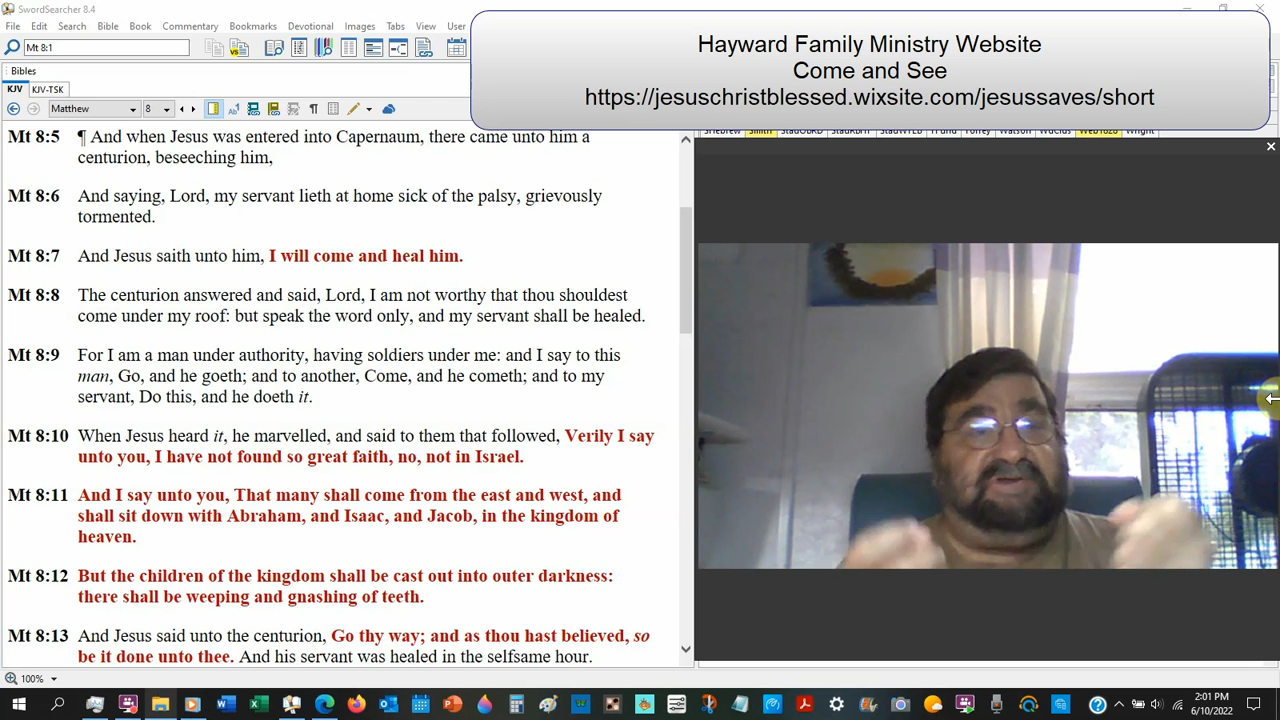 SwordSearcher 8.4
File Edit Search Bible Book Commentary Bookmarks Devotional Images Tabs View User
Mt 8:1
Hayward Family Ministry Website
Come and See
https://jesuschristblessed.wixsite.com/jesussaves/short
Bibles
KJV KJV-TSK
Matthew 8
Smith Torrey Watson Wright
Mt 8:5 ¶ And when Jesus was entered into Capernaum, there came unto him a
centurion, beseeching him,
Mt 8:6 And saying, Lord, my servant lieth at home sick of the palsy, grievously
tormented.
Mt 8:7 And Jesus saith unto him, I will come and heal him.
Mt 8:8 The centurion answered and said, Lord, I am not worthy that thou shouldest
come under my roof: but speak the word only, and my servant shall be healed.
Mt 8:9 For I am a man under authority, having soldiers under me: and I say to this
man, Go, and he goeth; and to another, Come, and he cometh; and to my
servant, Do this, and he doeth it.
Mt 8:10 When Jesus heard it, he marvelled, and said to them that followed, Verily I say
unto you, I have not found so great faith, no, not in Israel.
Mt 8:11 And I say unto you, That many shall come from the east and west, and
shall sit down with Abraham, and Isaac, and Jacob, in the kingdom of
heaven.
Mt 8:12 But the children of the kingdom shall be cast out into outer darkness:
there shall be weeping and gnashing of teeth.
Mt 8:13 And Jesus said unto the centurion, Go thy way; and as thou hast believed, so
be it done unto thee. And his servant was healed in the selfsame hour.
100%
2:01 PM
6/10/2022